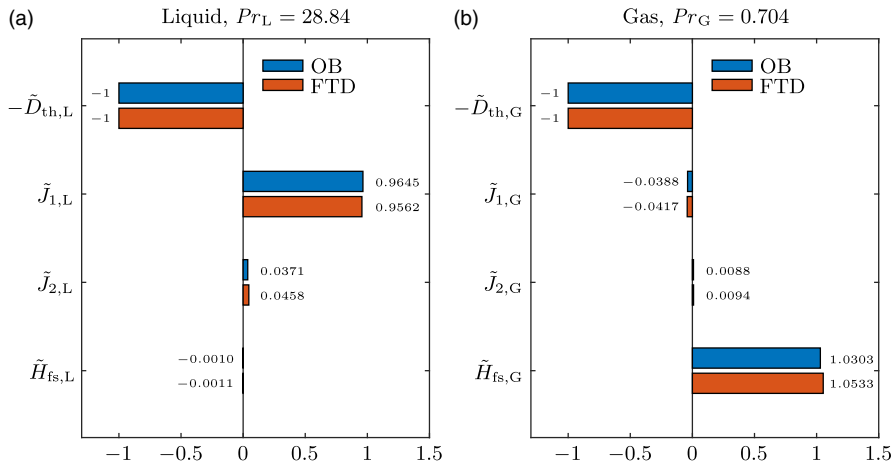 (a)
Liquid, Pr_L = 28.84
OB
FTD
−D̃_th,L
−1
−1
J̃_1,L
0.9645
0.9562
J̃_2,L
0.0371
0.0458
H̃_fs,L
−0.0010
−0.0011
−1 −0.5 0 0.5 1 1.5
(b)
Gas, Pr_G = 0.704
OB
FTD
−D̃_th,G
−1
−1
J̃_1,G
−0.0388
−0.0417
J̃_2,G
0.0088
0.0094
H̃_fs,G
1.0303
1.0533
−1 −0.5 0 0.5 1 1.5